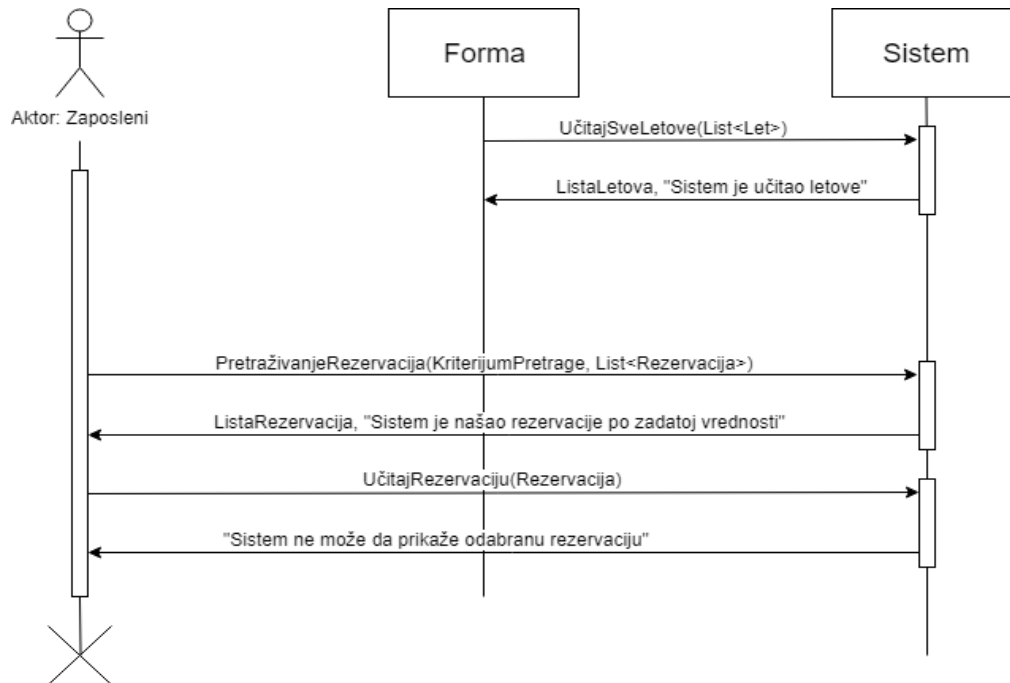 Forma
Sistem
Aktor: Zaposleni
UčitajSveLetove(List<Let>)
ListaLetova, "Sistem je učitao letove"
PretraživanjeRezervacija(KriterijumPretrage, List<Rezervacija>)
ListaRezervacija, "Sistem je našao rezervacije po zadatoj vrednosti"
UčitajRezervaciju(Rezervacija)
"Sistem ne može da prikaže odabranu rezervaciju"